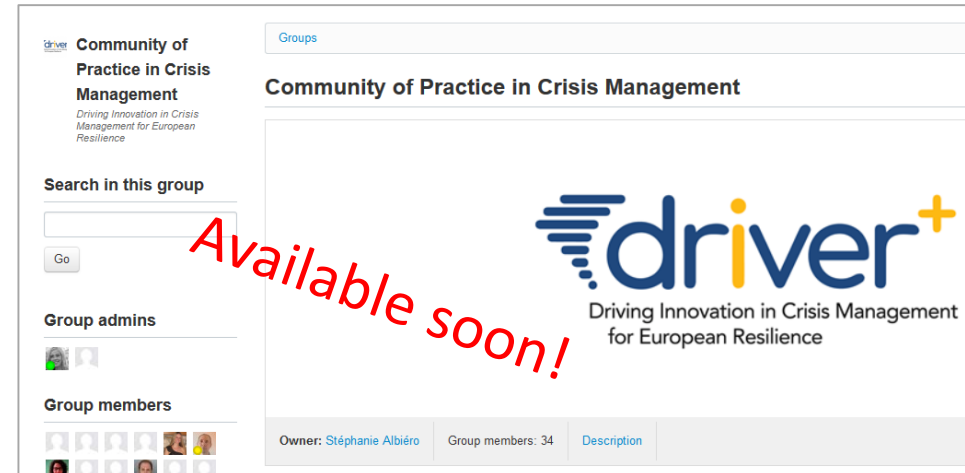 driver
Community of
Practice in Crisis
Management
Driving Innovation in Crisis
Management for European
Resilience
Search in this group
Go
Group admins
Group members
Groups
Community of Practice in Crisis Management
driver+
Driving Innovation in Crisis Management
for European Resilience
Available soon!
Owner: Stéphanie Albiéro
Group members: 34
Description